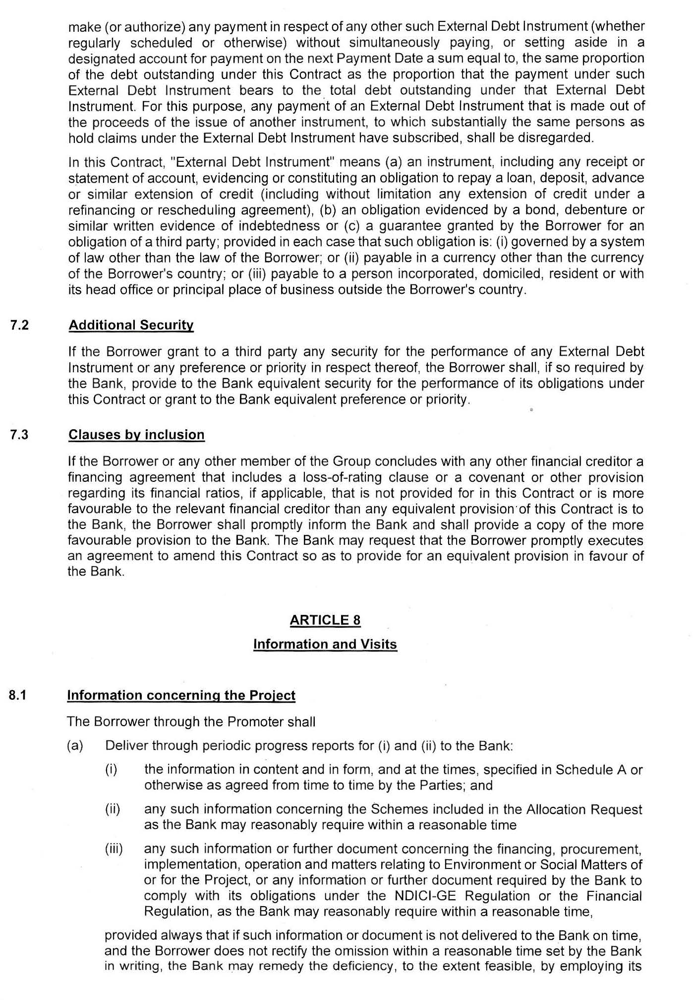 make (or authorize) any payment in respect of any other such External Debt Instrument (whether
regularly scheduled or otherwise) without simultaneously paying, or setting aside in a
designated account for payment on the next Payment Date a sum equal to, the same proportion
of the debt outstanding under this Contract as the proportion that the payment under such
External Debt Instrument bears to the total debt outstanding under that External Debt
Instrument. For this purpose, any payment of an External Debt Instrument that is made out of
the proceeds of the issue of another instrument, to which substantially the same persons as
hold claims under the External Debt Instrument have subscribed, shall be disregarded.
In this Contract, "External Debt Instrument" means (a) an instrument, including any receipt or
statement of account, evidencing or constituting an obligation to repay a loan, deposit, advance
or similar extension of credit (including without limitation any extension of credit under a
refinancing or rescheduling agreement), (b) an obligation evidenced by a bond, debenture or
similar written evidence of indebtedness or (c) a guarantee granted by the Borrower for an
obligation of a third party; provided in each case that such obligation is: (i) governed by a system
of law other than the law of the Borrower; or (ii) payable in a currency other than the currency
of the Borrower's country; or (iii) payable to a person incorporated, domiciled, resident or with
its head office or principal place of business outside the Borrower's country.
7.2 Additional Security
If the Borrower grant to a third party any security for the performance of any External Debt
Instrument or any preference or priority in respect thereof, the Borrower shall, if so required by
the Bank, provide to the Bank equivalent security for the performance of its obligations under
this Contract or grant to the Bank equivalent preference or priority.
7.3 Clauses by inclusion
If the Borrower or any other member of the Group concludes with any other financial creditor a
financing agreement that includes a loss-of-rating clause or a covenant or other provision
regarding its financial ratios, if applicable, that is not provided for in this Contract or is more
favourable to the relevant financial creditor than any equivalent provision of this Contract is to
the Bank, the Borrower shall promptly inform the Bank and shall provide a copy of the more
favourable provision to the Bank. The Bank may request that the Borrower promptly executes
an agreement to amend this Contract so as to provide for an equivalent provision in favour of
the Bank.
ARTICLE 8
Information and Visits
8.1 Information concerning the Project
The Borrower through the Promoter shall
(a) Deliver through periodic progress reports for (i) and (ii) to the Bank:
(i) the information in content and in form, and at the times, specified in Schedule A or
otherwise as agreed from time to time by the Parties; and
(ii) any such information concerning the Schemes included in the Allocation Request
as the Bank may reasonably require within a reasonable time
(iii) any such information or further document concerning the financing, procurement,
implementation, operation and matters relating to Environment or Social Matters of
or for the Project, or any information or further document required by the Bank to
comply with its obligations under the NDICI-GE Regulation or the Financial
Regulation, as the Bank may reasonably require within a reasonable time,
provided always that if such information or document is not delivered to the Bank on time,
and the Borrower does not rectify the omission within a reasonable time set by the Bank
in writing, the Bank may remedy the deficiency, to the extent feasible, by employing its